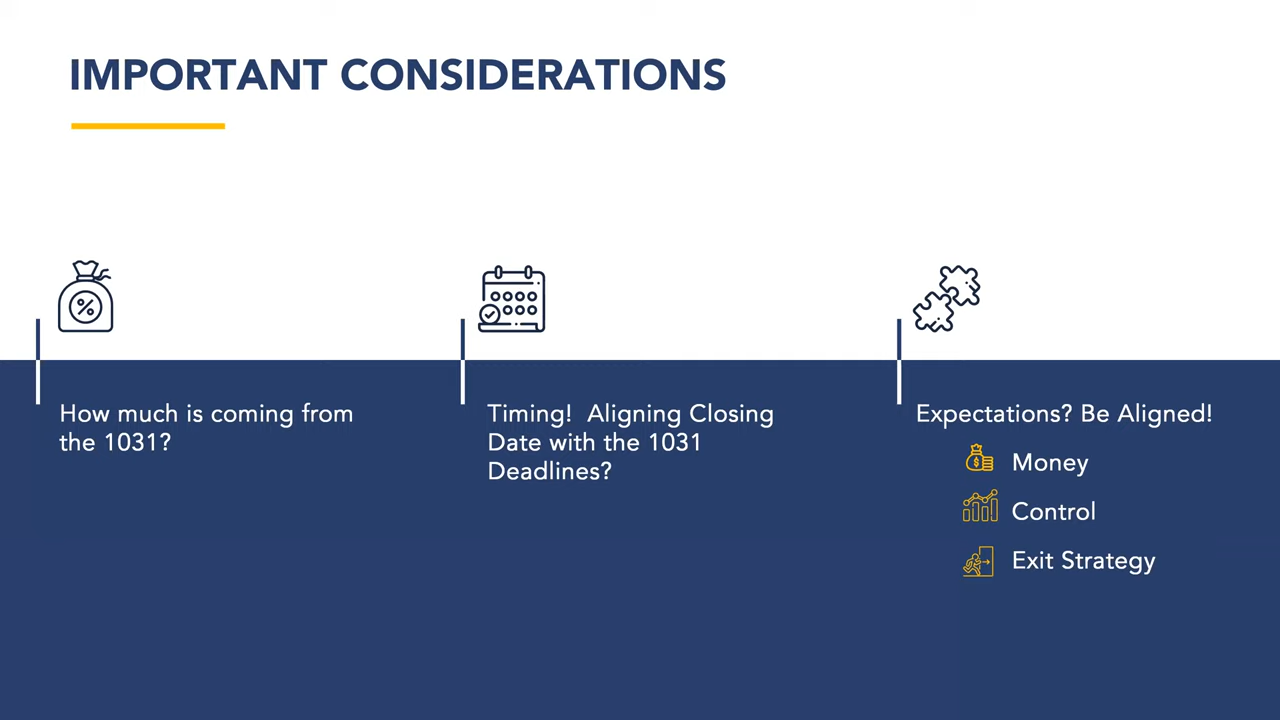 IMPORTANT CONSIDERATIONS
How much is coming from
the 1031?
Timing!  Aligning Closing
Date with the 1031
Deadlines?
Expectations? Be Aligned!
Money
Control
Exit Strategy